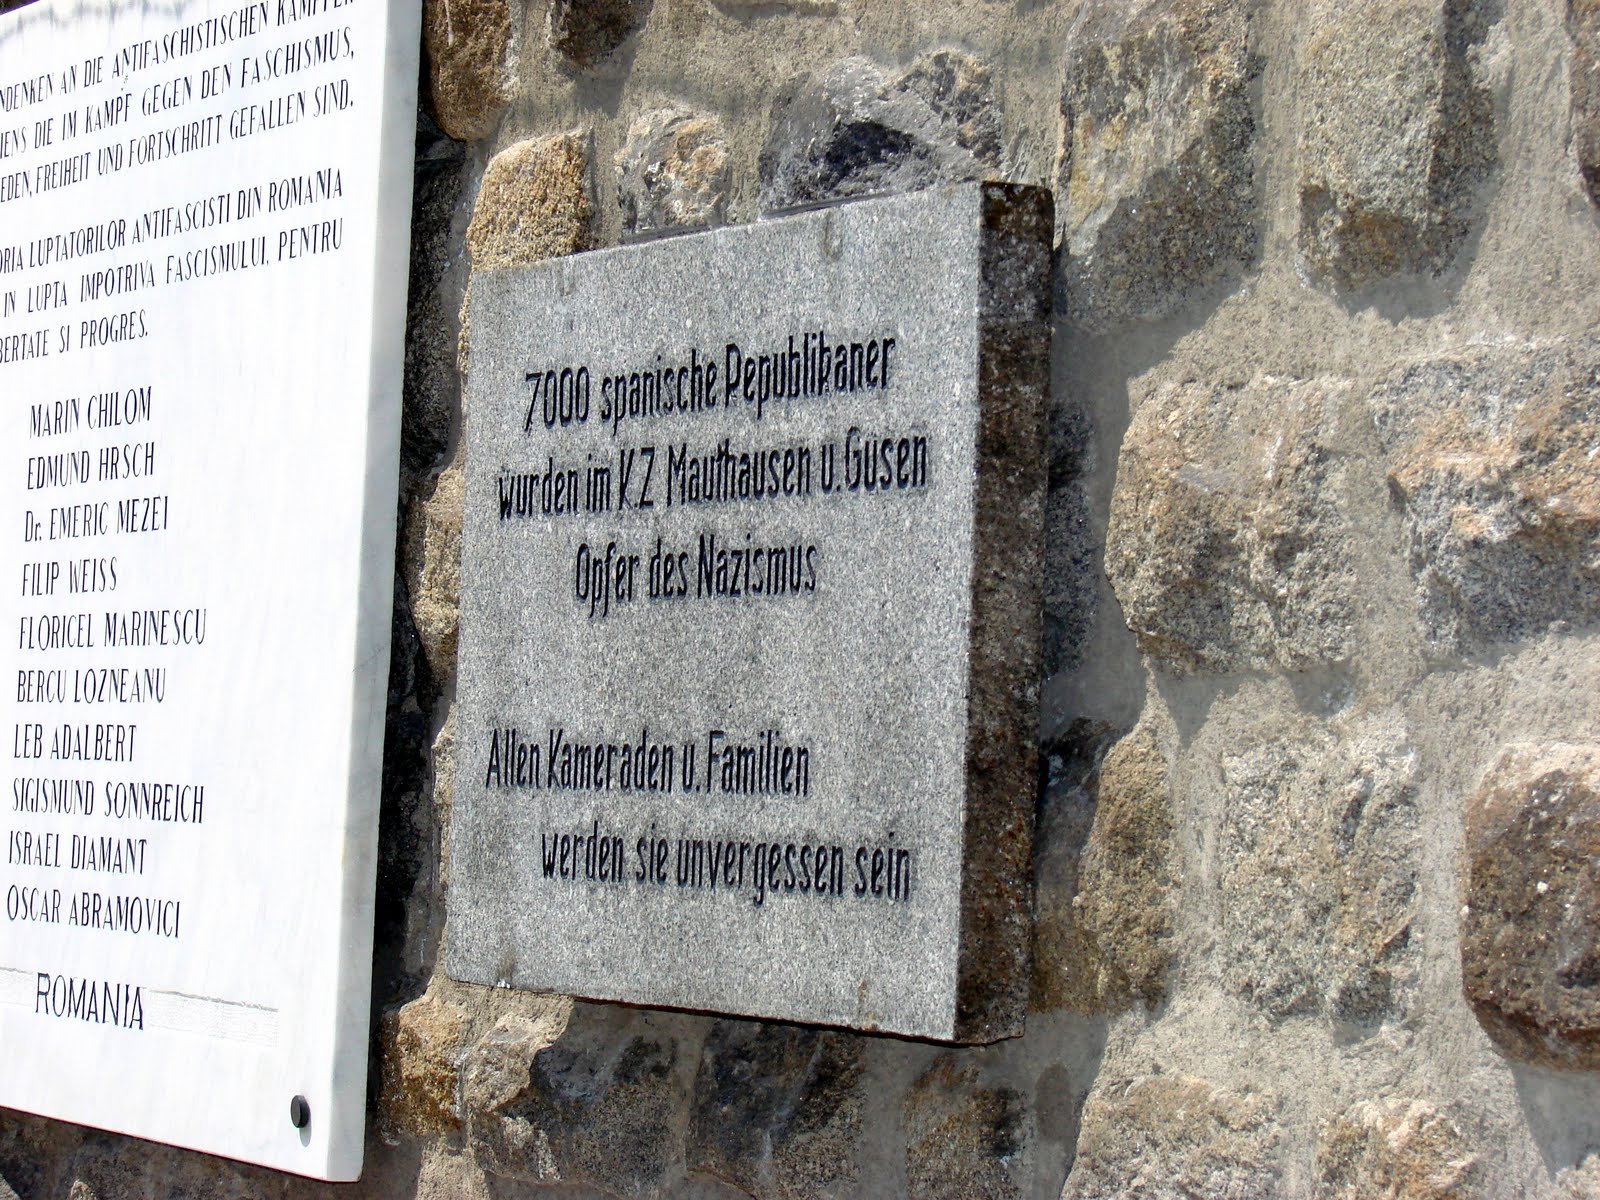 DENKEN AN DIE ANTIFASCHISTISCHEN KÄMPFER
DIE IM KAMPF GEGEN DEN FASCHISMUS,
FREIHEIT UND FORTSCHRITT GEFALLEN SIND.
LUPTATORILOR ANTIFASCISTI DIN ROMANIA
IN LUPTA IMPOTRIVA FASCISMULUI, PENTRU
SI PROGRES.
MARIN CHILOM
EDMUND HRSCH
Dr. EMERIC MEZEI
FILIP WEISS
FLORICEL MARINESCU
BERCU LOZNEANU
LEB ADALBERT
SIGISMUND SONNREICH
ISRAEL DIAMANT
OSCAR ABRAMOVICI
ROMANIA
7000 spanische Republikaner
wurden im K.Z Mauthausen u. Gusen
Opfer des Nazismus
Allen Kameraden u. Familien
werden sie unvergessen sein